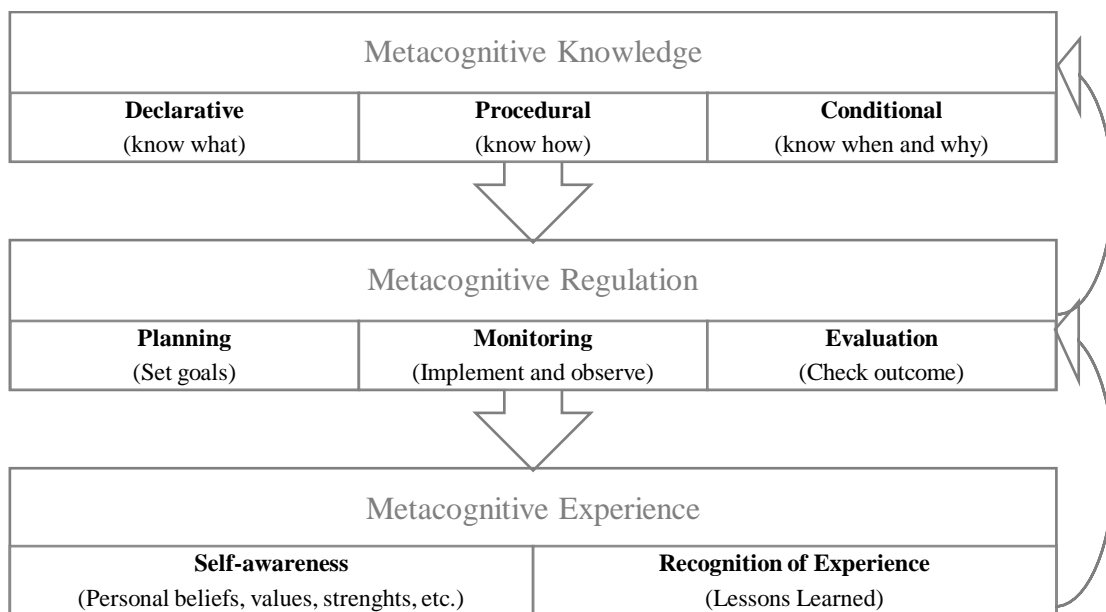 Metacognitive Knowledge
Declarative Procedural Conditional
(know what) (know how) (know when and why)
Metacognitive Regulation
Planning Monitoring Evaluation
(Set goals) (Implement and observe) (Check outcome)
Metacognitive Experience
Self-awareness Recognition of Experience
(Personal beliefs, values, strenghts, etc.) (Lessons Learned)